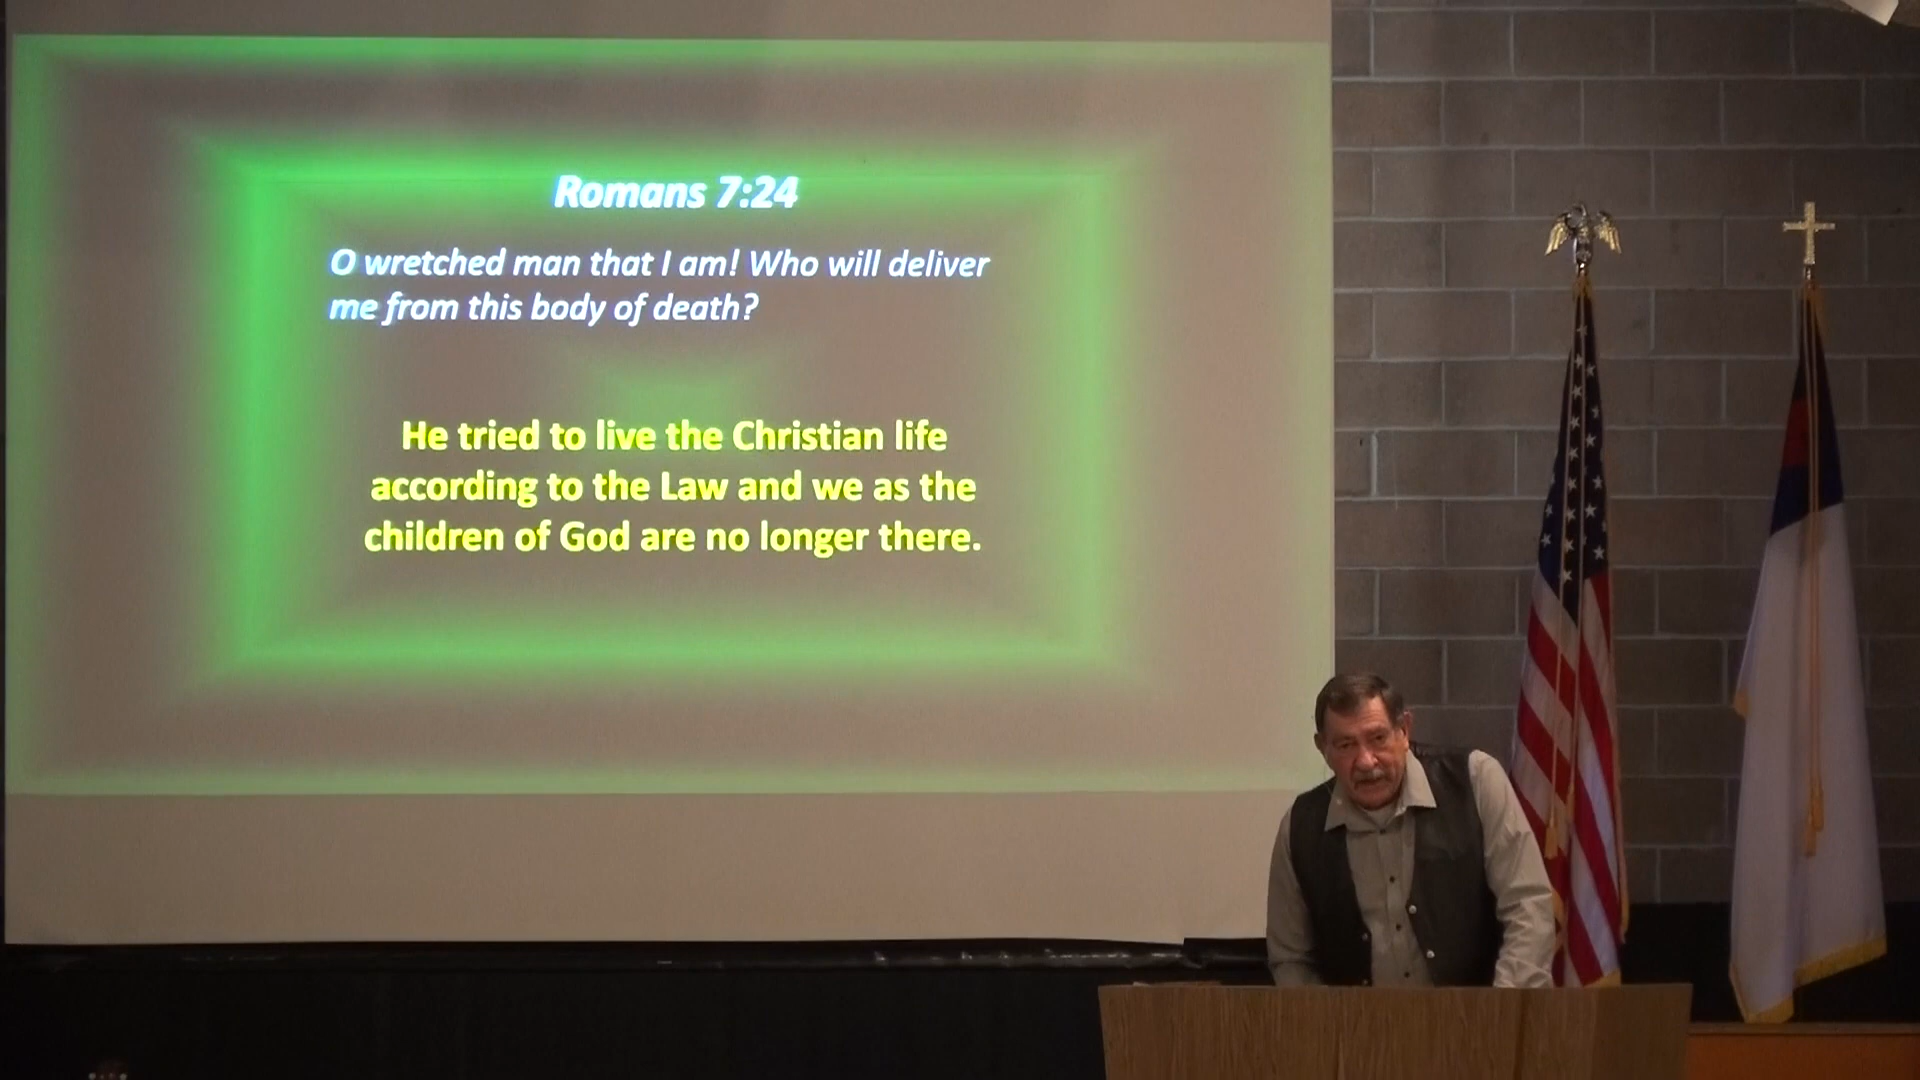 Romans 7:24
O wretched man that I am! Who will deliver
me from this body of death?
He tried to live the Christian life
according to the Law and we as the
children of God are no longer there.